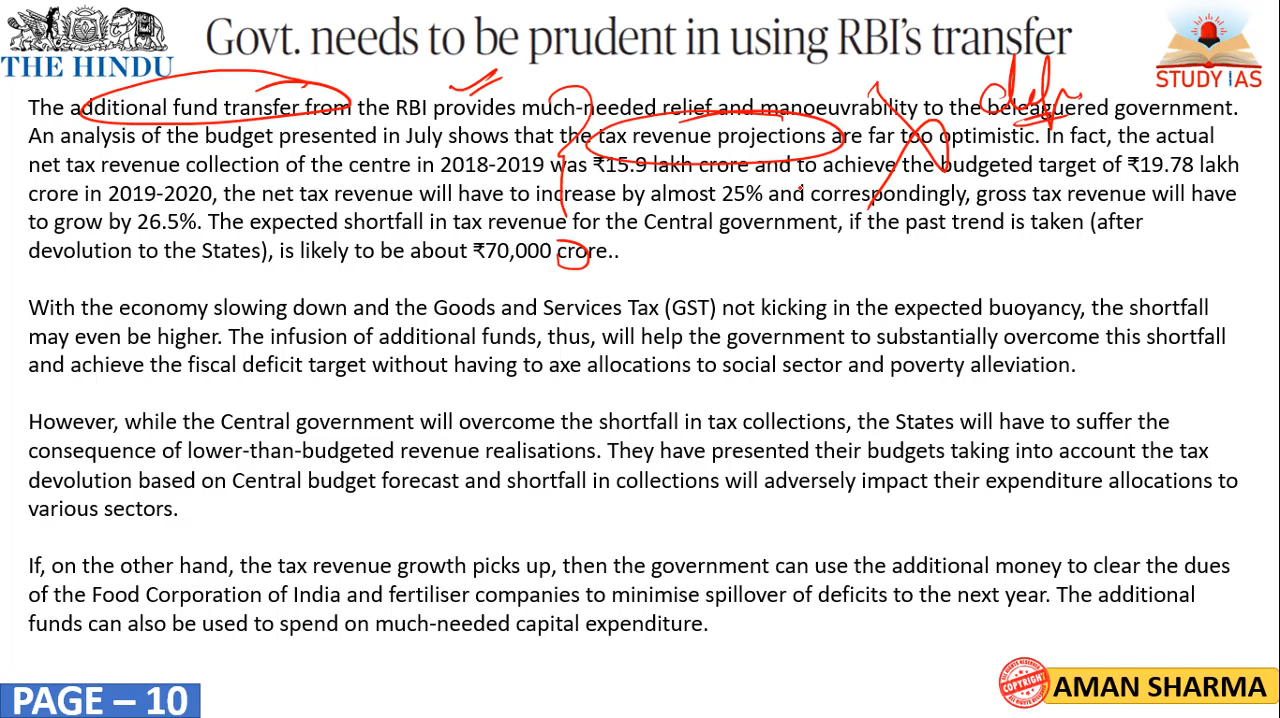 Govt. needs to be prudent in using RBI's transfer
THE HINDU
STUDY IAS
The additional fund transfer from the RBI provides much-needed relief and manoeuvrability to the beleaguered government.
An analysis of the budget presented in July shows that the tax revenue projections are far too optimistic. In fact, the actual
net tax revenue collection of the centre in 2018-2019 was ₹15.9 lakh crore and to achieve the budgeted target of ₹19.78 lakh
crore in 2019-2020, the net tax revenue will have to increase by almost 25% and correspondingly, gross tax revenue will have
to grow by 26.5%. The expected shortfall in tax revenue for the Central government, if the past trend is taken (after
devolution to the States), is likely to be about ₹70,000 crore..
With the economy slowing down and the Goods and Services Tax (GST) not kicking in the expected buoyancy, the shortfall
may even be higher. The infusion of additional funds, thus, will help the government to substantially overcome this shortfall
and achieve the fiscal deficit target without having to axe allocations to social sector and poverty alleviation.
However, while the Central government will overcome the shortfall in tax collections, the States will have to suffer the
consequence of lower-than-budgeted revenue realisations. They have presented their budgets taking into account the tax
devolution based on Central budget forecast and shortfall in collections will adversely impact their expenditure allocations to
various sectors.
If, on the other hand, the tax revenue growth picks up, then the government can use the additional money to clear the dues
of the Food Corporation of India and fertiliser companies to minimise spillover of deficits to the next year. The additional
funds can also be used to spend on much-needed capital expenditure.
PAGE – 10
COPYRIGHT
AMAN SHARMA